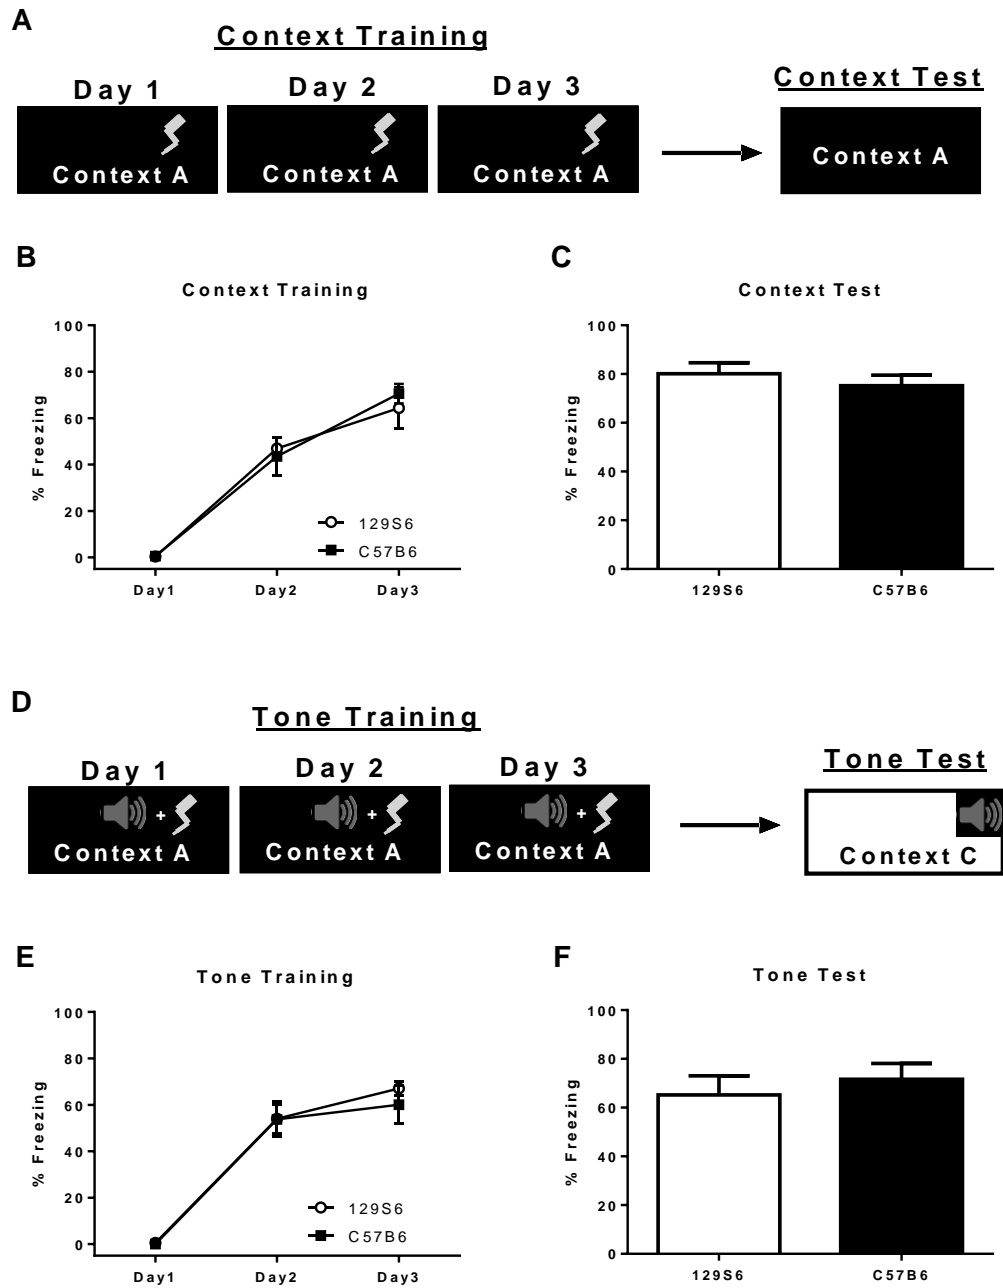 A
Context Training
Day 1 Day 2 Day 3
Context Test
Context A Context A Context A
Context A
B
Context Training
100
80
60
40
20
0
% Freezing
129S6
C57B6
Day1 Day2 Day3
C
Context Test
100
80
60
40
20
0
% Freezing
129S6 C57B6
D
Tone Training
Day 1 Day 2 Day 3
Tone Test
+ + +
Context A Context A Context A
Context C
E
Tone Training
100
80
60
40
20
0
% Freezing
129S6
C57B6
Day1 Day2 Day3
F
Tone Test
100
80
60
40
20
0
% Freezing
129S6 C57B6